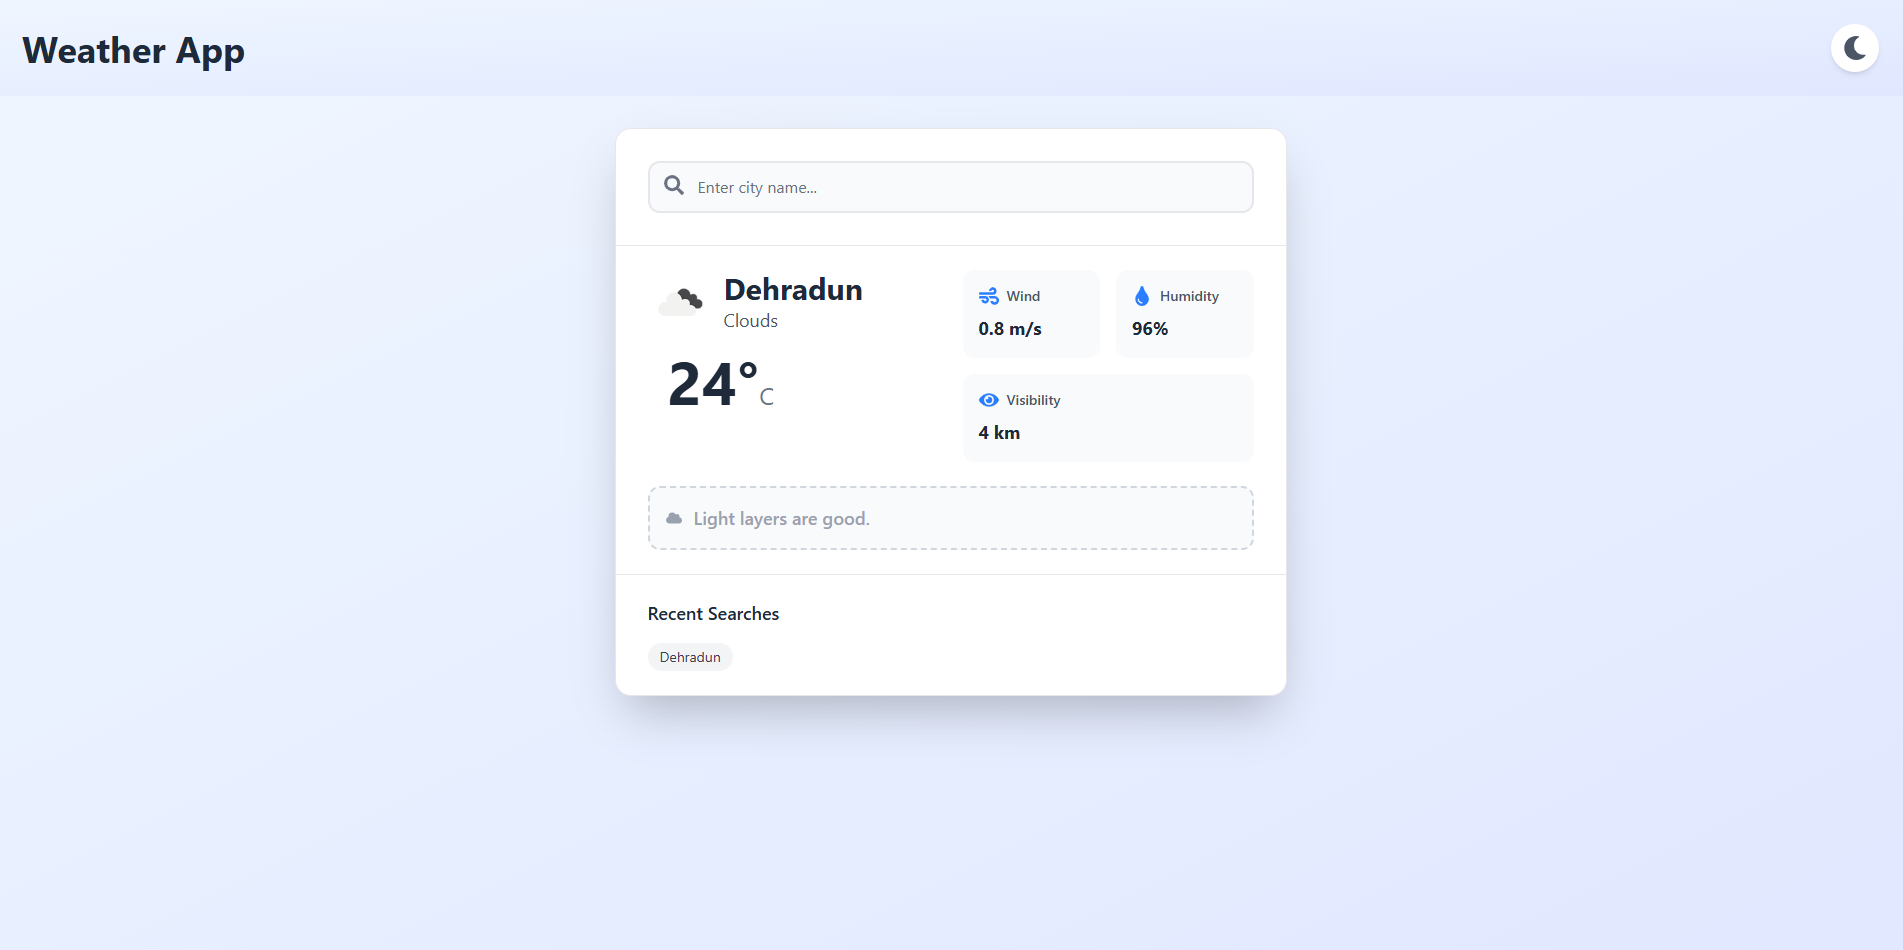 Weather App
Enter city name...
Dehradun
Clouds
24°C
Wind
0.8 m/s
Humidity
96%
Visibility
4 km
Light layers are good.
Recent Searches
Dehradun